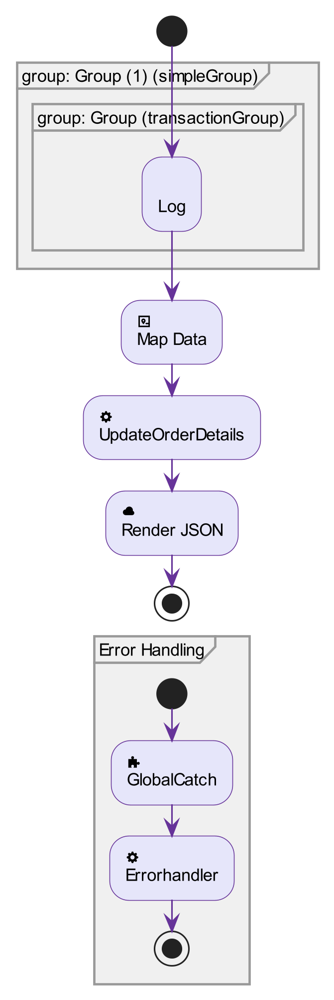 group: Group (1) (simpleGroup)
group: Group (transactionGroup)
Log
Map Data
UpdateOrderDetails
Render JSON
Error Handling
GlobalCatch
Errorhandler